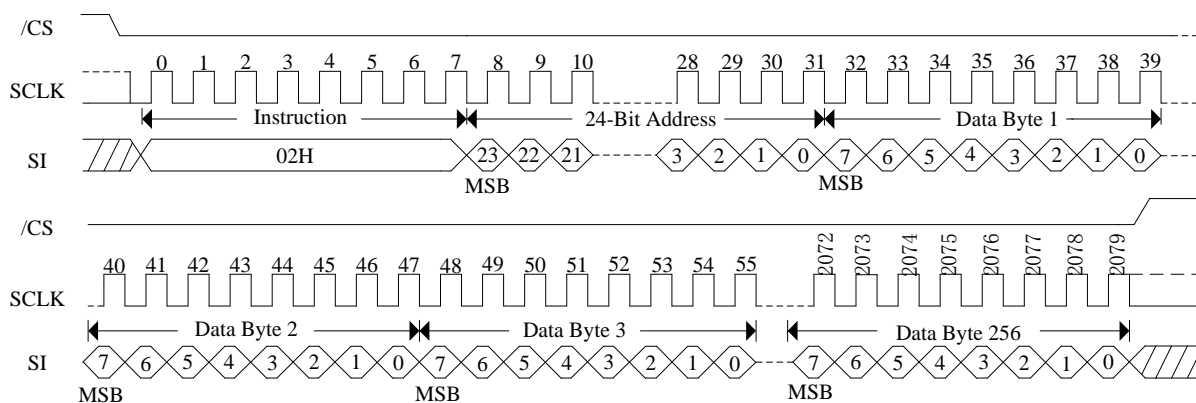 /CS
0 1 2 3 4 5 6 7 8 9 10 28 29 30 31 32 33 34 35 36 37 38 39
SCLK
Instruction 24-Bit Address Data Byte 1
SI 02H 23 22 21 3 2 1 0 7 6 5 4 3 2 1 0
MSB MSB
/CS
40 41 42 43 44 45 46 47 48 49 50 51 52 53 54 55 2072 2073 2074 2075 2076 2077 2078 2079
SCLK
Data Byte 2 Data Byte 3 Data Byte 256
SI 7 6 5 4 3 2 1 0 7 6 5 4 3 2 1 0 7 6 5 4 3 2 1 0
MSB MSB MSB